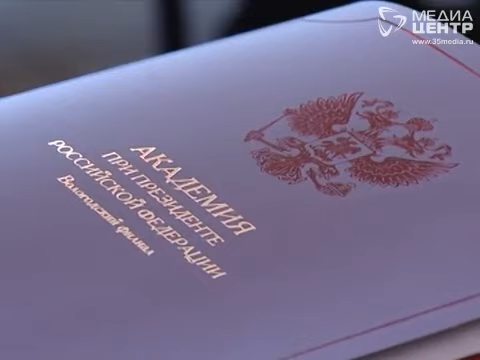 МЕДИА
ЦЕНТР
www.35media.ru
АКАДЕМИЯ
ПРИ ПРЕЗИДЕНТЕ
РОССИЙСКОЙ ФЕДЕРАЦИИ
Вологодский филиал